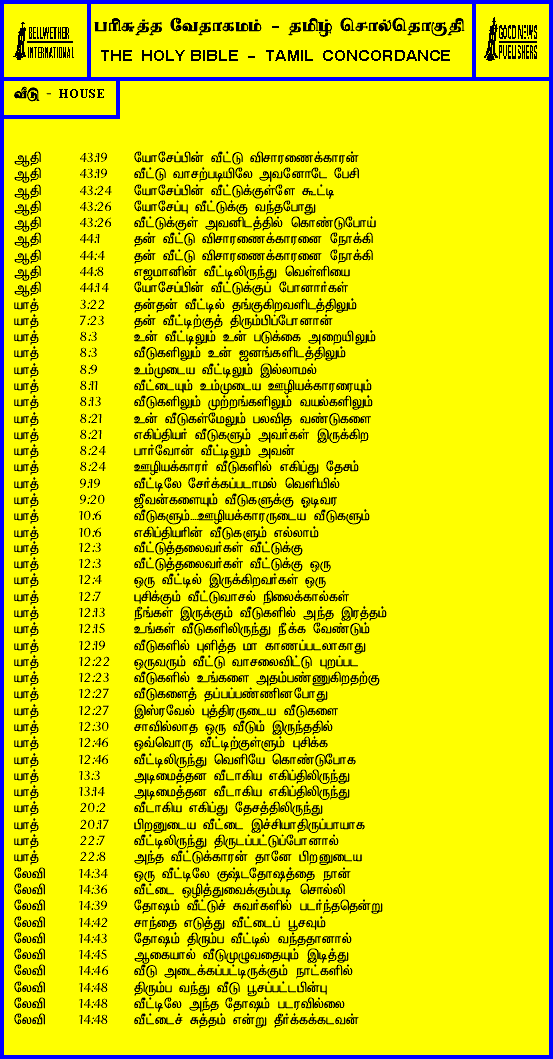 BELLWETHER
INTERNATIONAL
பரிசுத்த வேதாகமம் - தமிழ் சொல்தொகுதி
THE HOLY BIBLE - TAMIL CONCORDANCE
GOOD NEWS
PUBLISHERS
வீடு - HOUSE
ஆதி 43:19 யோசேப்பின் வீட்டு விசாரணைக்காரன்
ஆதி 43:19 வீட்டு வாசற்படியிலே அவனோடே பேசி
ஆதி 43:24 யோசேப்பின் வீட்டுக்குள்ளே கூட்டி
ஆதி 43:26 யோசேப்பு வீட்டுக்கு வந்தபோது
ஆதி 43:26 வீட்டுக்குள் அவனிடத்தில் கொண்டுபோய்
ஆதி 44:1 தன் வீட்டு விசாரணைக்காரனை நோக்கி
ஆதி 44:4 தன் வீட்டு விசாரணைக்காரனை நோக்கி
ஆதி 44:8 எஜமானின் வீட்டிலிருந்து வெள்ளியை
ஆதி 44:14 யோசேப்பின் வீட்டுக்குப் போனார்கள்
யாத் 3:22 தன்தன் வீட்டில் தங்குகிறவளிடத்திலும்
யாத் 7:23 தன் வீட்டிற்குத் திரும்பிப்போனான்
யாத் 8:3 உன் வீட்டிலும் உன் படுக்கை அறையிலும்
யாத் 8:3 வீடுகளிலும் உன் ஜனங்களிடத்திலும்
யாத் 8:9 உம்முடைய வீட்டிலும் இல்லாமல்
யாத் 8:11 வீட்டையும் உம்முடைய ஊழியக்காரரையும்
யாத் 8:13 வீடுகளிலும் முற்றங்களிலும் வயல்களிலும்
யாத் 8:21 உன் வீடுகள்மேலும் பலவித வண்டுகளை
யாத் 8:21 எகிப்தியர் வீடுகளும் அவர்கள் இருக்கிற
யாத் 8:24 பார்வோன் வீட்டிலும் அவன்
யாத் 8:24 ஊழியக்காரர் வீடுகளில் எகிப்து தேசம்
யாத் 9:19 வீட்டிலே சேர்க்கப்படாமல் வெளியில்
யாத் 9:20 ஜீவன்களையும் வீடுகளுக்கு ஓடிவர
யாத் 10:6 வீடுகளும்...ஊழியக்காரருடைய வீடுகளும்
யாத் 10:6 எகிப்தியரின் வீடுகளும் எல்லாம்
யாத் 12:3 வீட்டுத்தலைவர்கள் வீட்டுக்கு
யாத் 12:3 வீட்டுத்தலைவர்கள் வீட்டுக்கு ஒரு
யாத் 12:4 ஒரு வீட்டில் இருக்கிறவர்கள் ஒரு
யாத் 12:7 புசிக்கும் வீட்டுவாசல் நிலைக்கால்கள்
யாத் 12:13 நீங்கள் இருக்கும் வீடுகளில் அந்த இரத்தம்
யாத் 12:15 உங்கள் வீடுகளிலிருந்து நீக்க வேண்டும்
யாத் 12:19 வீடுகளில் புளித்த மா காணப்படலாகாது
யாத் 12:22 ஒருவரும் வீட்டு வாசலைவிட்டு புறப்பட
யாத் 12:23 வீடுகளில் உங்களை அதம்பண்ணுகிறதற்கு
யாத் 12:27 வீடுகளைத் தப்பப்பண்ணினபோது
யாத் 12:27 இஸ்ரவேல் புத்திரருடைய வீடுகளை
யாத் 12:30 சாவில்லாத ஒரு வீடும் இருந்ததில்
யாத் 12:46 ஒவ்வொரு வீட்டிற்குள்ளும் புசிக்க
யாத் 12:46 வீட்டிலிருந்து வெளியே கொண்டுபோக
யாத் 13:3 அடிமைத்தன வீடாகிய எகிப்திலிருந்து
யாத் 13:14 அடிமைத்தன வீடாகிய எகிப்திலிருந்து
யாத் 20:2 வீடாகிய எகிப்து தேசத்திலிருந்து
யாத் 20:17 பிறனுடைய வீட்டை இச்சியாதிருப்பாயாக
யாத் 22:7 வீட்டிலிருந்து திருடப்பட்டுப்போனால்
யாத் 22:8 அந்த வீட்டுக்காரன் தானே பிறனுடைய
லேவி 14:34 ஒரு வீட்டிலே குஷ்டதோஷத்தை நான்
லேவி 14:36 வீட்டை ஒழித்துவைக்கும்படி சொல்லி
லேவி 14:39 தோஷம் வீட்டுச் சுவர்களில் படர்ந்ததென்று
லேவி 14:42 சாந்தை எடுத்து வீட்டைப் பூசவும்
லேவி 14:43 தோஷம் திரும்ப வீட்டில் வந்ததானால்
லேவி 14:45 ஆகையால் வீடுமுழுவதையும் இடித்து
லேவி 14:46 வீடு அடைக்கப்பட்டிருக்கும் நாட்களில்
லேவி 14:48 திரும்ப வந்து வீடு பூசப்பட்டபின்பு
லேவி 14:48 வீட்டிலே அந்த தோஷம் படரவில்லை
லேவி 14:48 வீட்டைச் சுத்தம் என்று தீர்க்கக்கடவன்